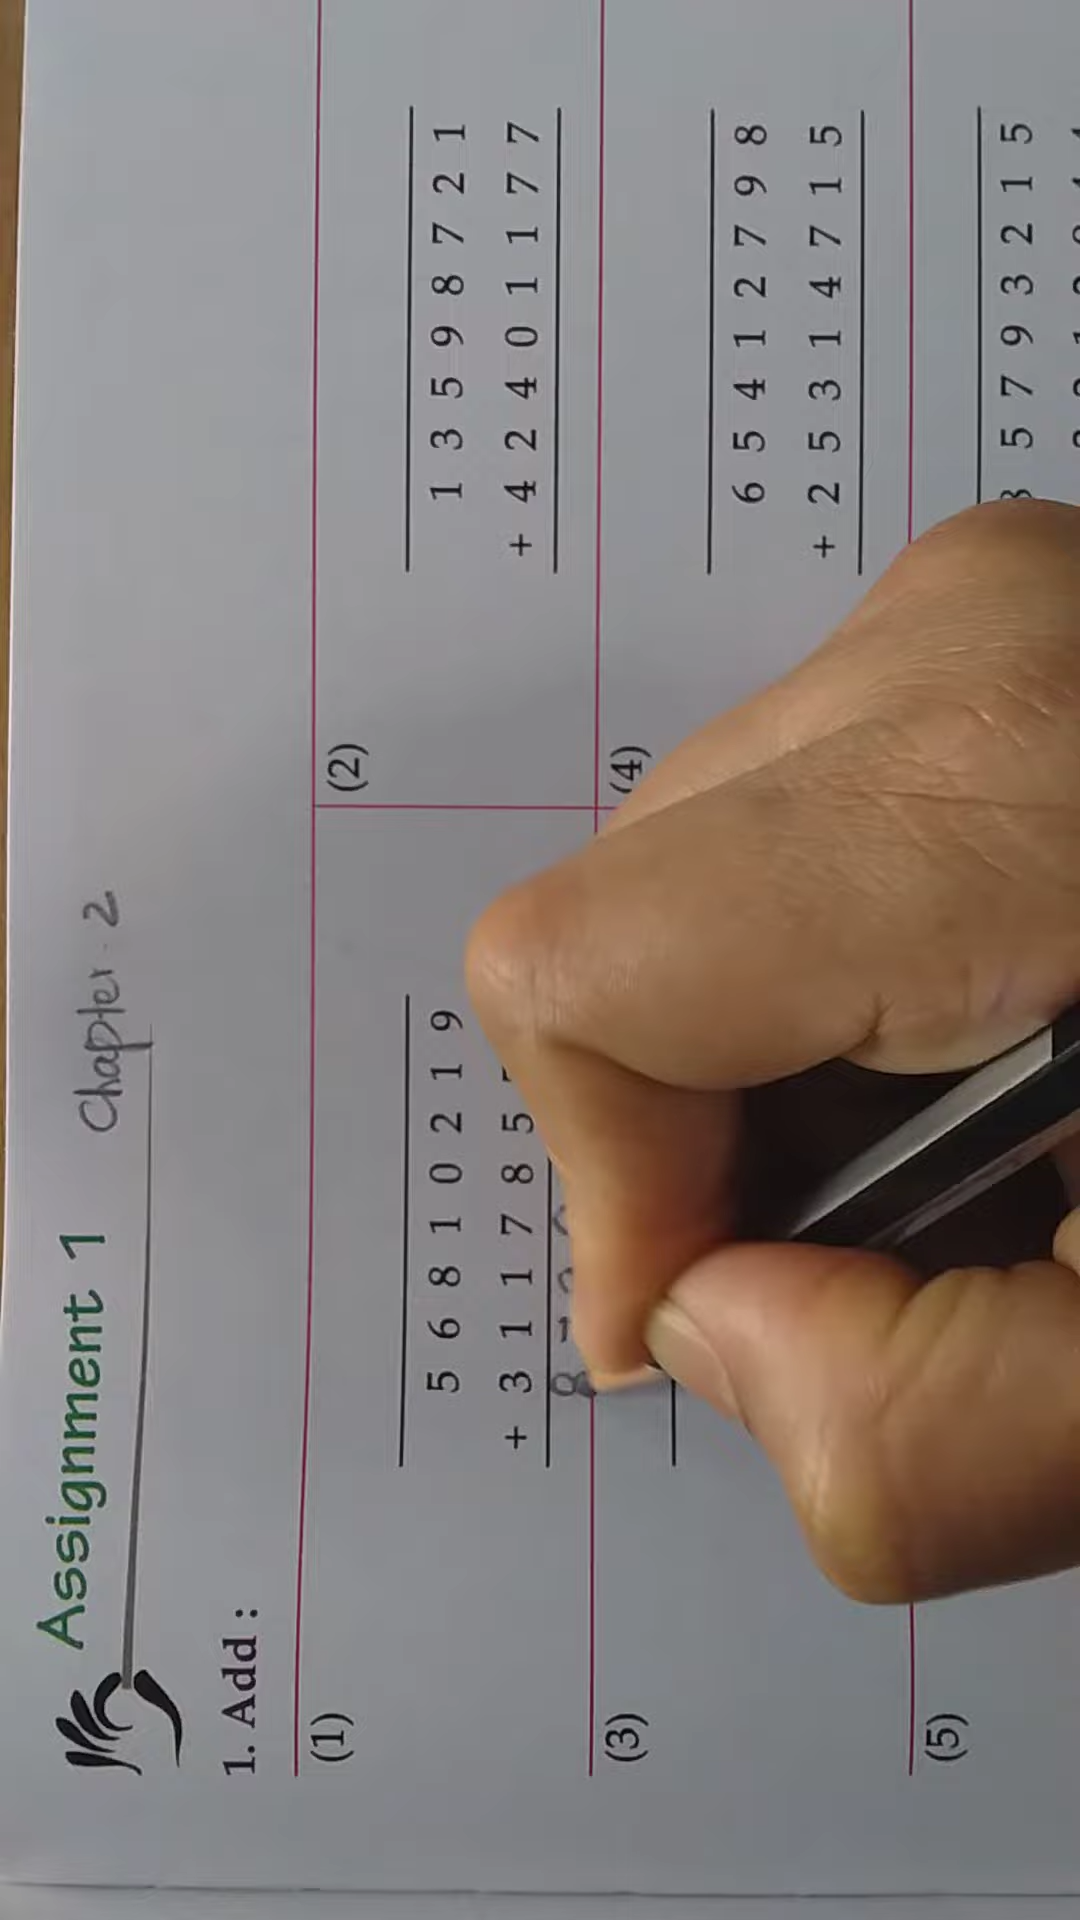 Assignment 1 Chapter. 2
1. Add :
(1)
5 6 8 1 0 2 1 9
+ 3 1 1 7 8 5
8
(2)
1 3 5 9 8 7 2 1
+ 4 2 4 0 1 1 7 7
(3)
(4)
6 5 4 1 2 7 9 8
+ 2 5 3 1 4 7 1 5
(5)
5 7 9 3 2 1 5